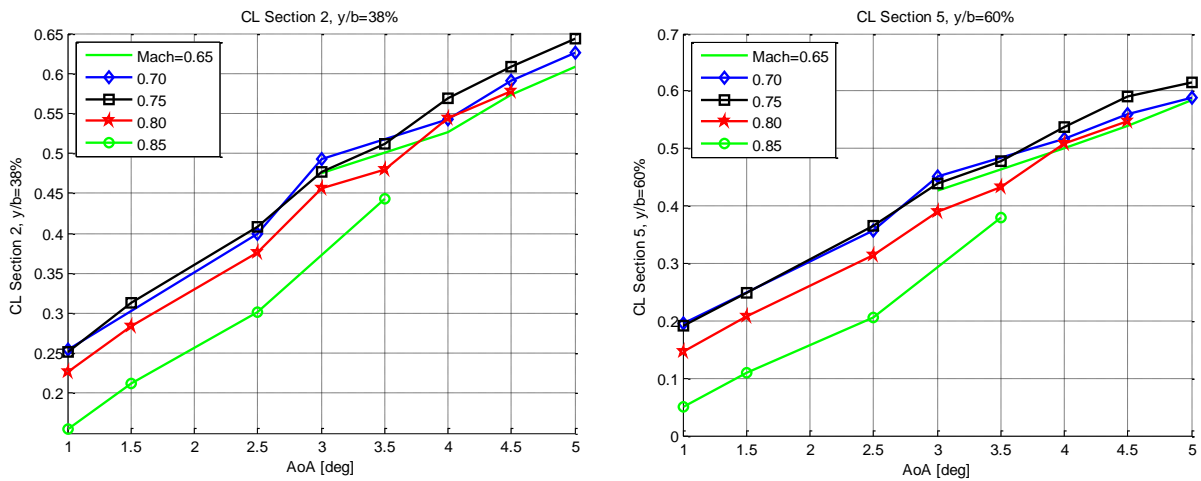 CL Section 2, y/b=38%
0.65
0.6
0.55
0.5
0.45
0.4
0.35
0.3
0.25
0.2
CL Section 2, y/b=38%
Mach=0.65
0.70
0.75
0.80
0.85
1 1.5 2 2.5 3 3.5 4 4.5 5
AoA [deg]
CL Section 5, y/b=60%
0.7
0.6
0.5
0.4
0.3
0.2
0.1
0
CL Section 5, y/b=60%
Mach=0.65
0.70
0.75
0.80
0.85
1 1.5 2 2.5 3 3.5 4 4.5 5
AoA [deg]